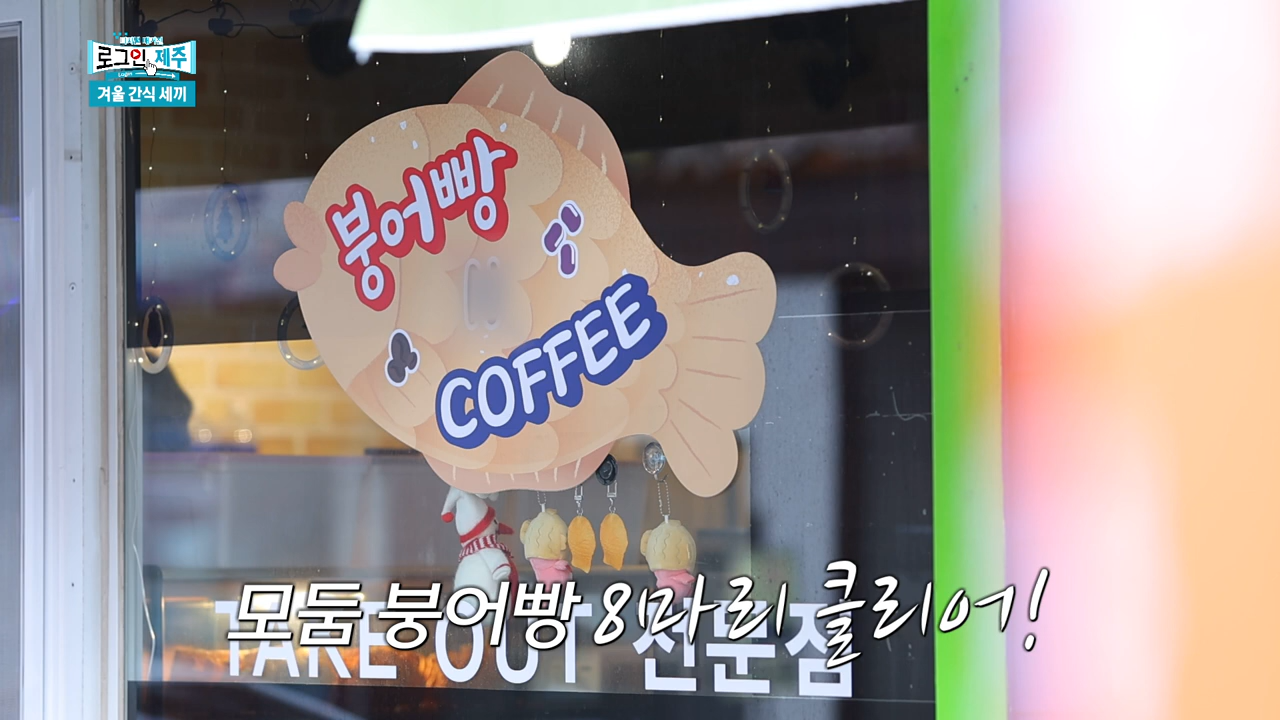 로그인 제주
Login
겨울 간식 세끼
붕어빵
COFFEE
모둠 붕어빵 8마리 클리어!
TAKE OUT 전문점